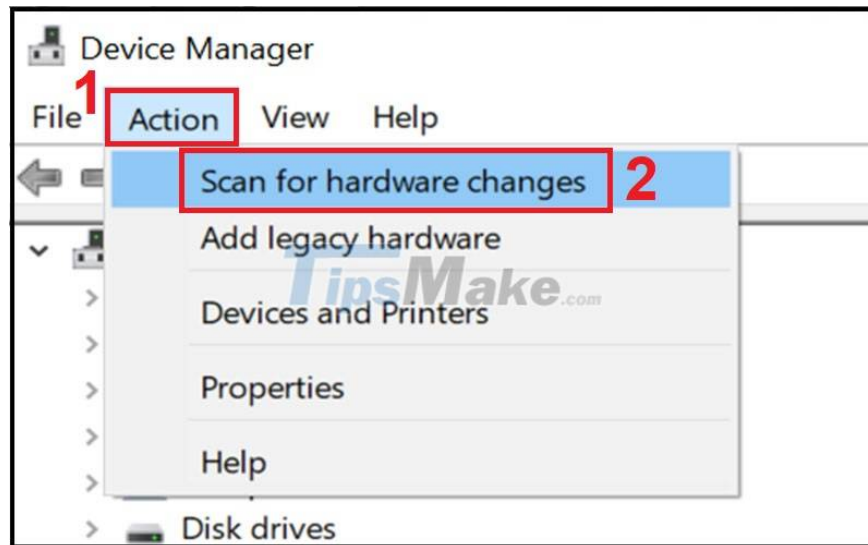 Device Manager
1
File Action View Help
Scan for hardware changes 2
Add legacy hardware
TipsMake.com
Devices and Printers
Properties
Help
Disk drives